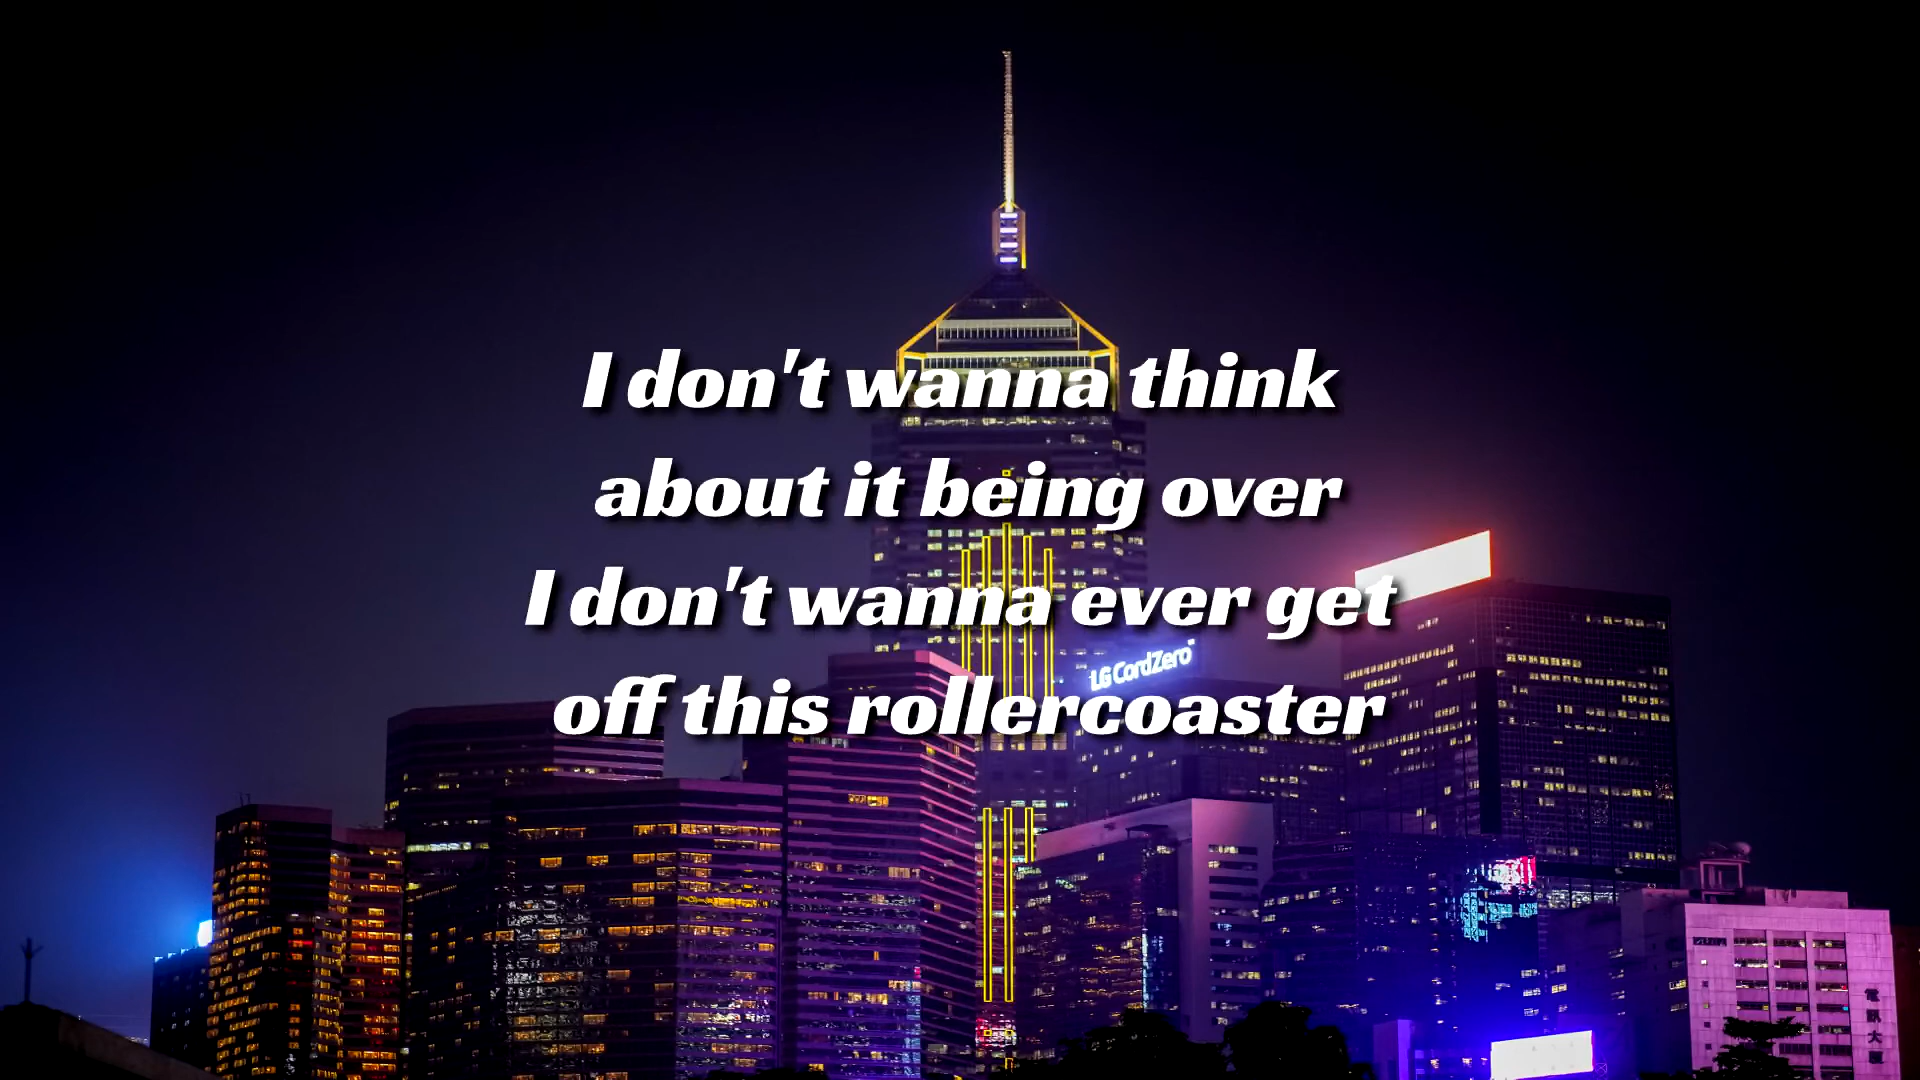 I don't wanna think
about it being over
I don't wanna ever get
LG CordZero
off this rollercoaster